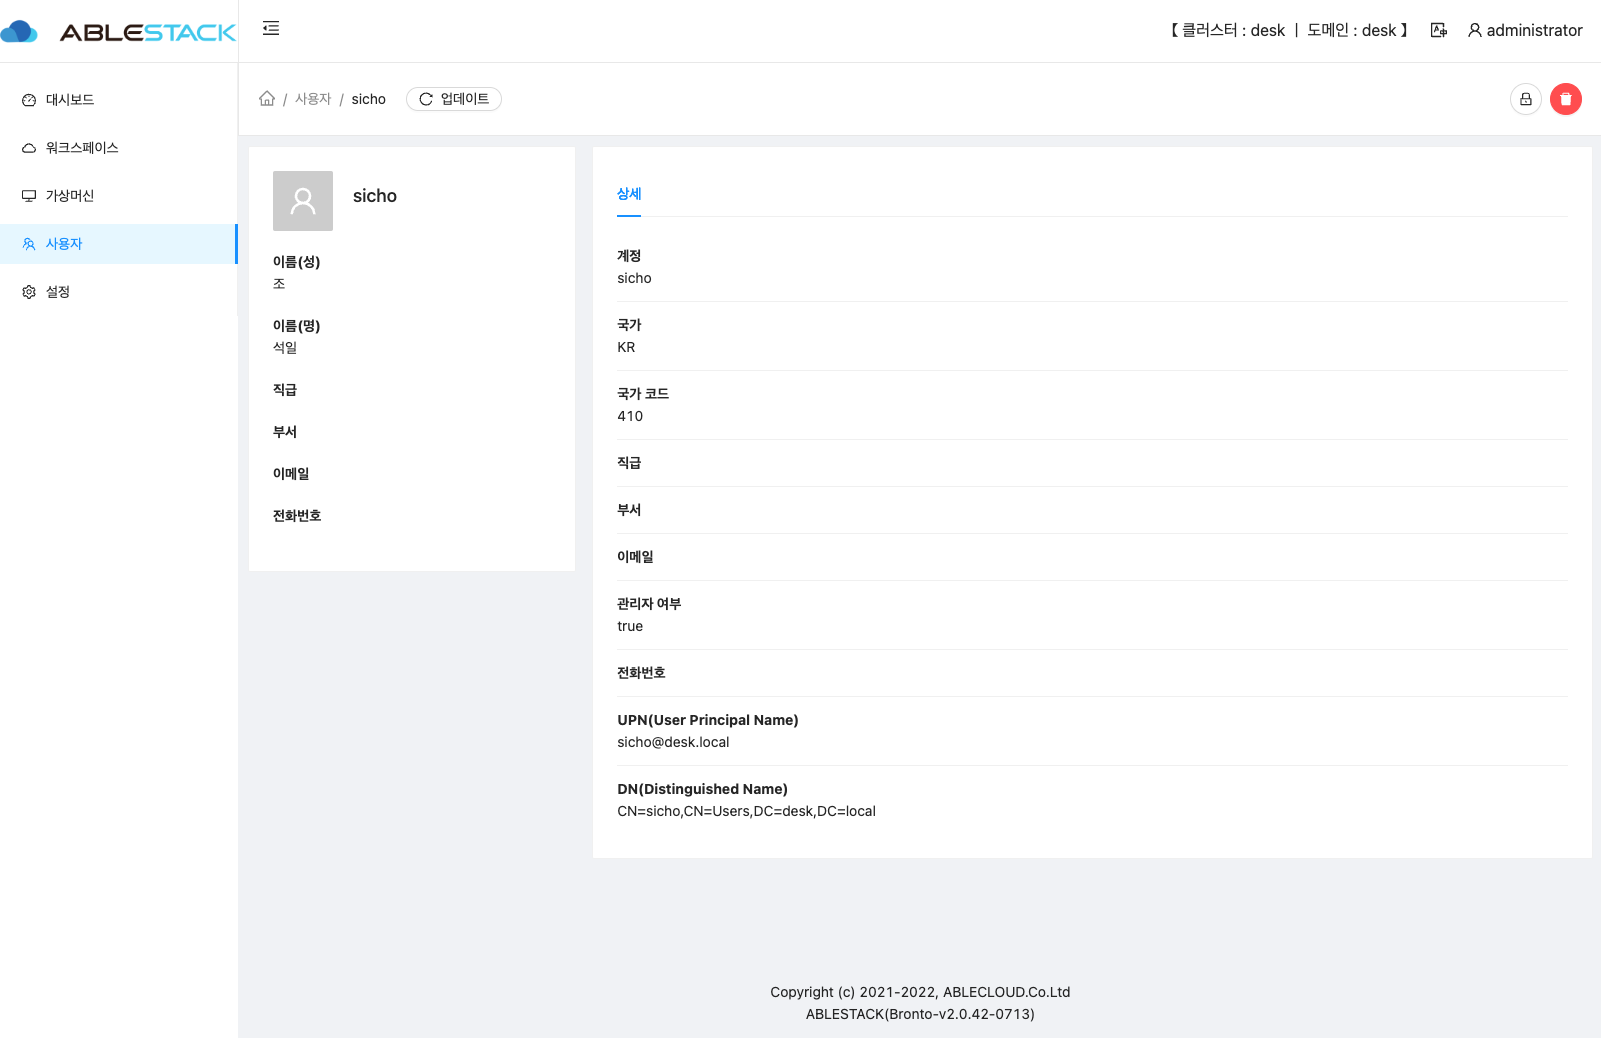 ABLESTACK
【 클러스터 : desk | 도메인 : desk 】 administrator
대시보드
워크스페이스
가상머신
사용자
설정
/ 사용자 / sicho 업데이트
sicho
이름(성)
조
이름(명)
석일
직급
부서
이메일
전화번호
상세
계정
sicho
국가
KR
국가 코드
410
직급
부서
이메일
관리자 여부
true
전화번호
UPN(User Principal Name)
sicho@desk.local
DN(Distinguished Name)
CN=sicho,CN=Users,DC=desk,DC=local
Copyright (c) 2021-2022, ABLECLOUD.Co.Ltd
ABLESTACK(Bronto-v2.0.42-0713)